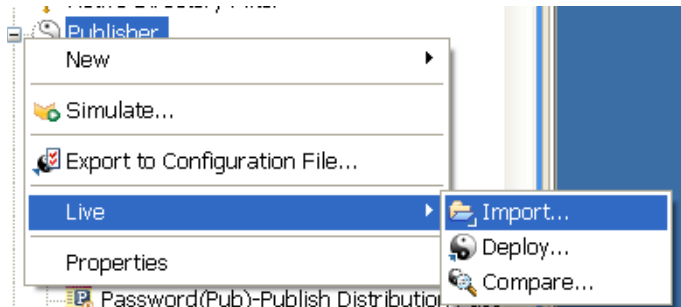 Publisher
New
Simulate...
Export to Configuration File...
Live
Import...
Deploy...
Properties
Compare...
Password(Pub)-Publish Distribution